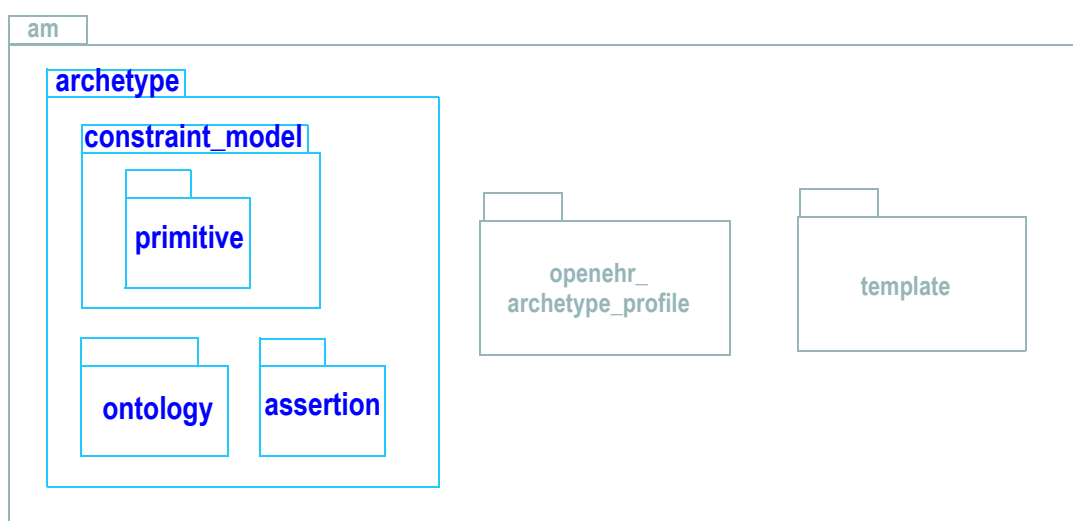 am
archetype
constraint_model
primitive
openehr_
archetype_profile
template
ontology
assertion